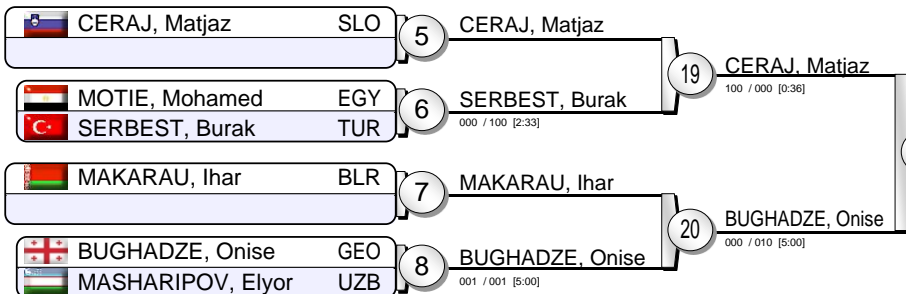 CERAJ, Matjaz SLO
5
CERAJ, Matjaz
19
CERAJ, Matjaz
100 / 000 [0:36]
MOTIE, Mohamed EGY
SERBEST, Burak TUR
6
SERBEST, Burak
000 / 100 [2:33]
MAKARAU, Ihar BLR
7
MAKARAU, Ihar
20
BUGHADZE, Onise
000 / 010 [5:00]
BUGHADZE, Onise GEO
MASHARIPOV, Elyor UZB
8
BUGHADZE, Onise
001 / 001 [5:00]